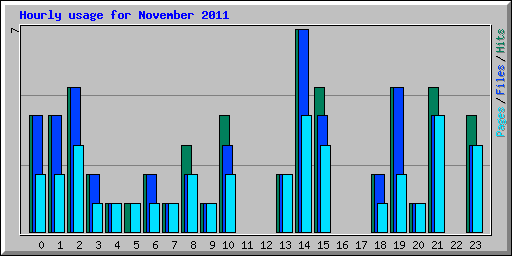 Hourly usage for November 2011
7
Pages/Files/Hits
0 1 2 3 4 5 6 7 8 9 10 11 12 13 14 15 16 17 18 19 20 21 22 23